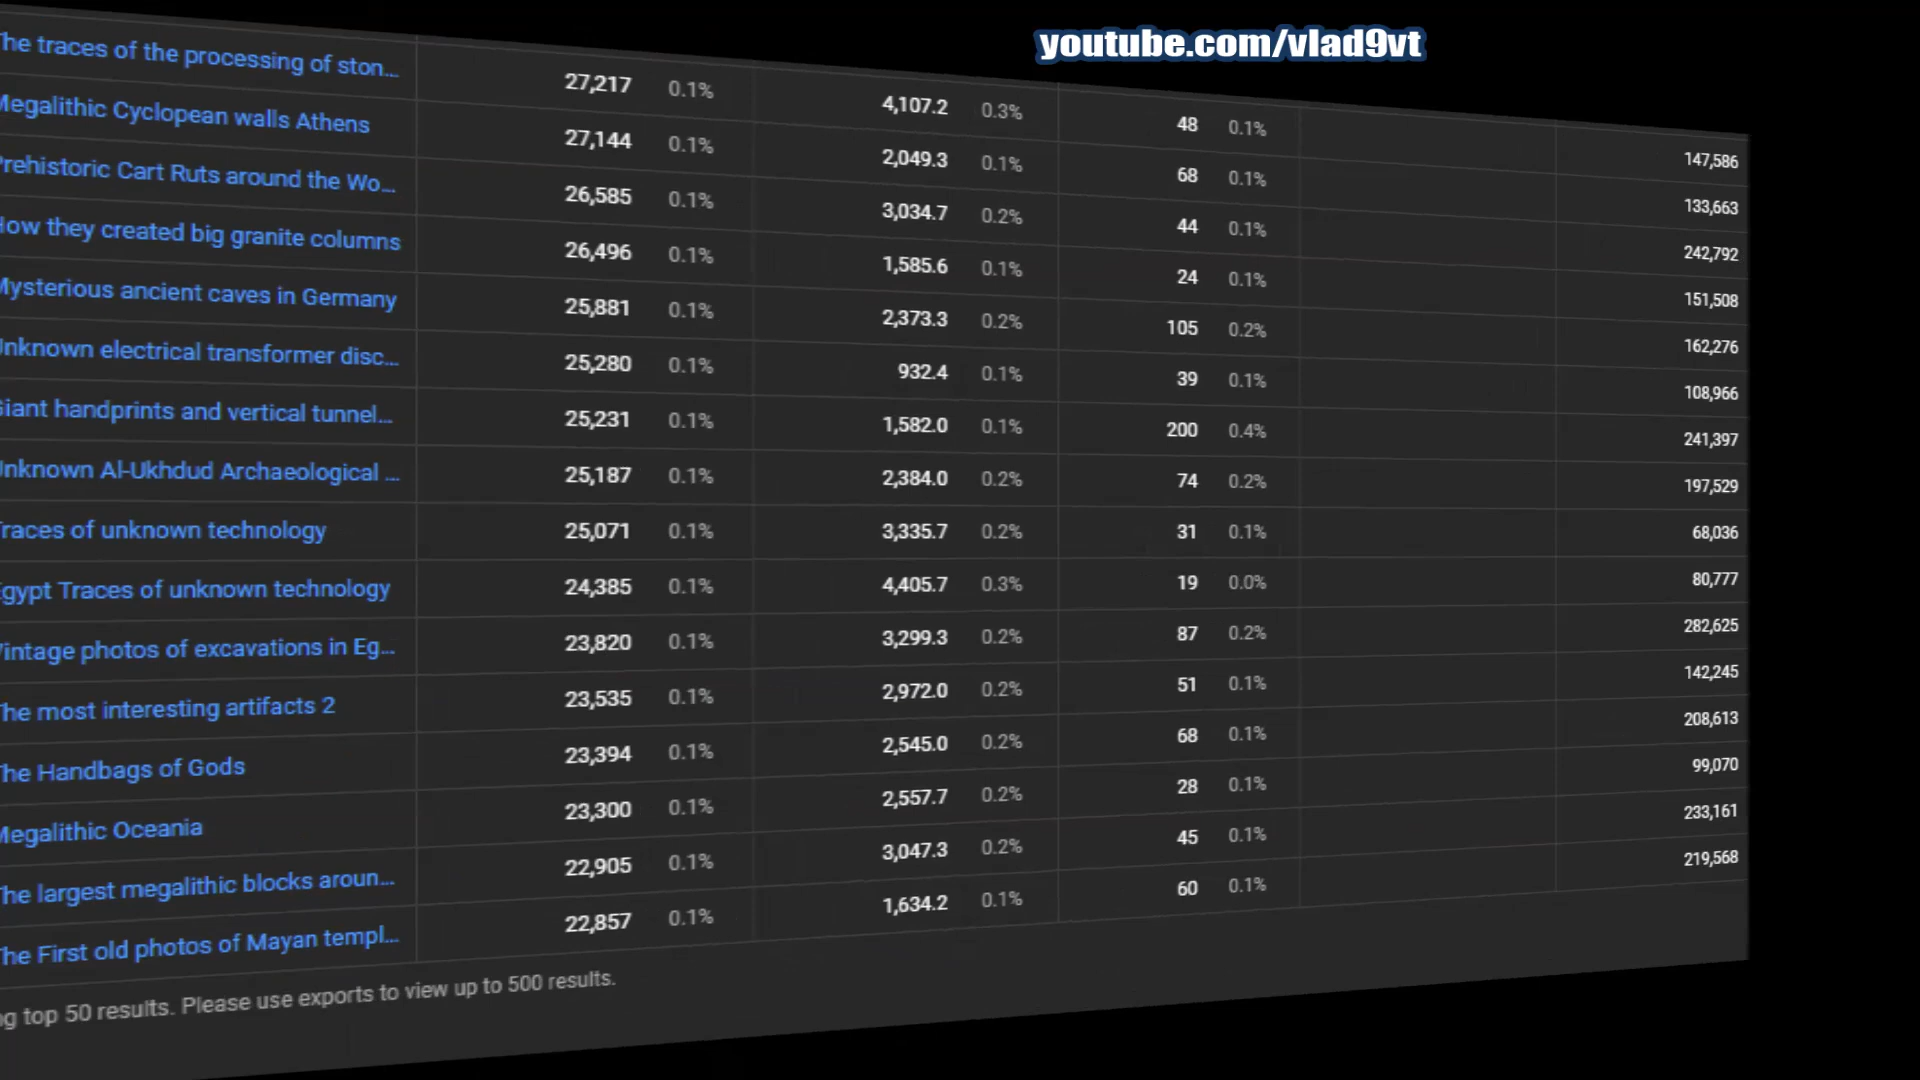 youtube.com/vlad9vt
The traces of the processing of ston... 27,217 0.1% 4,107.2 0.3% 48 0.1% 147,586
Megalithic Cyclopean walls Athens 27,144 0.1% 2,049.3 0.1% 68 0.1% 133,663
Prehistoric Cart Ruts around the Wo... 26,585 0.1% 3,034.7 0.2% 44 0.1% 242,792
How they created big granite columns 26,496 0.1% 1,585.6 0.1% 24 0.1% 151,508
Mysterious ancient caves in Germany 25,881 0.1% 2,373.3 0.2% 105 0.2% 162,276
Unknown electrical transformer disc... 25,280 0.1% 932.4 0.1% 39 0.1% 108,966
Giant handprints and vertical tunnel... 25,231 0.1% 1,582.0 0.1% 200 0.4% 241,397
Unknown Al-Ukhdud Archaeological ... 25,187 0.1% 2,384.0 0.2% 74 0.2% 197,529
Traces of unknown technology 25,071 0.1% 3,335.7 0.2% 31 0.1% 68,036
Egypt Traces of unknown technology 24,385 0.1% 4,405.7 0.3% 19 0.0% 80,777
Vintage photos of excavations in Eg... 23,820 0.1% 3,299.3 0.2% 87 0.2% 282,625
The most interesting artifacts 2 23,535 0.1% 2,972.0 0.2% 51 0.1% 142,245
The Handbags of Gods 23,394 0.1% 2,545.0 0.2% 68 0.1% 208,613
Megalithic Oceania 23,300 0.1% 2,557.7 0.2% 28 0.1% 99,070
The largest megalithic blocks aroun... 22,905 0.1% 3,047.3 0.2% 45 0.1% 233,161
The First old photos of Mayan templ... 22,857 0.1% 1,634.2 0.1% 60 0.1% 219,568
ng top 50 results. Please use exports to view up to 500 results.